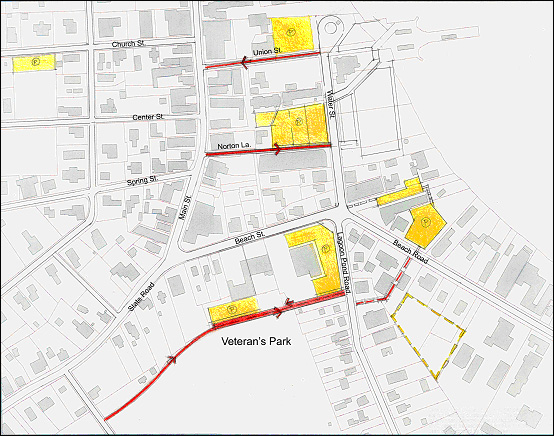 Church St.
Union St.
P
P
Water St.
Center St.
P
Norton La.
Spring St.
Main St.
Beach St.
P
Lagoon Pond Road
Beach Road
State Road
P
Veteran's Park